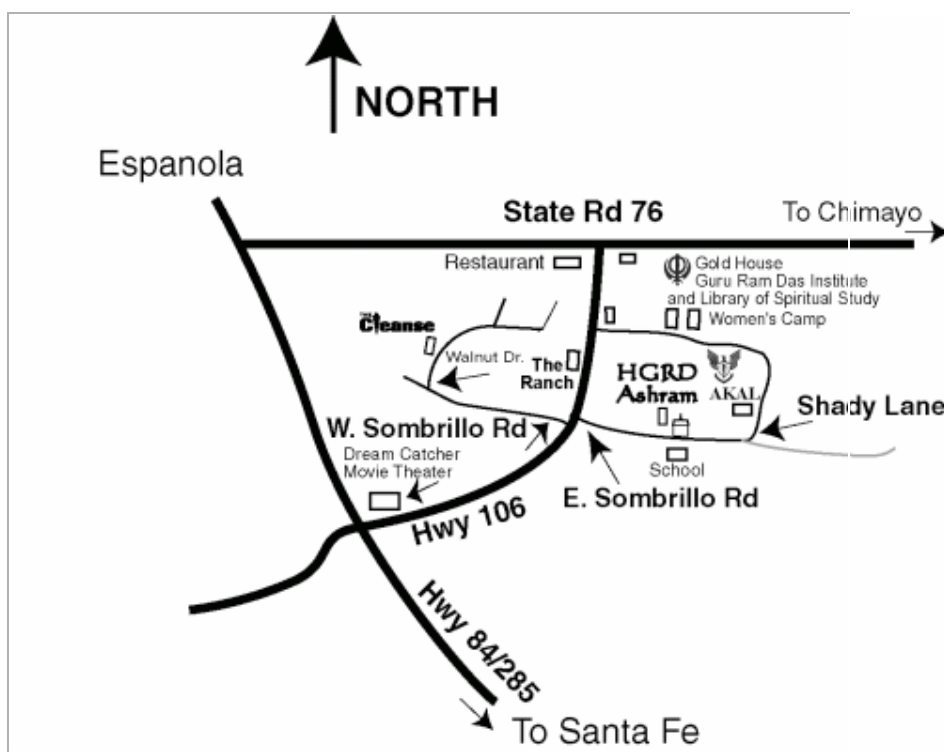 NORTH
Espanola
State Rd 76
To Chimayo
Restaurant
Gold House
Guru Ram Das Institute
and Library of Spiritual Study
Women's Camp
THE
Cleanse
Walnut Dr.
The
Ranch
HGRD
Ashram
AKAL
Shady Lane
W. Sombrillo Rd
Dream Catcher
Movie Theater
School
E. Sombrillo Rd
Hwy 106
Hwy 84/285
To Santa Fe